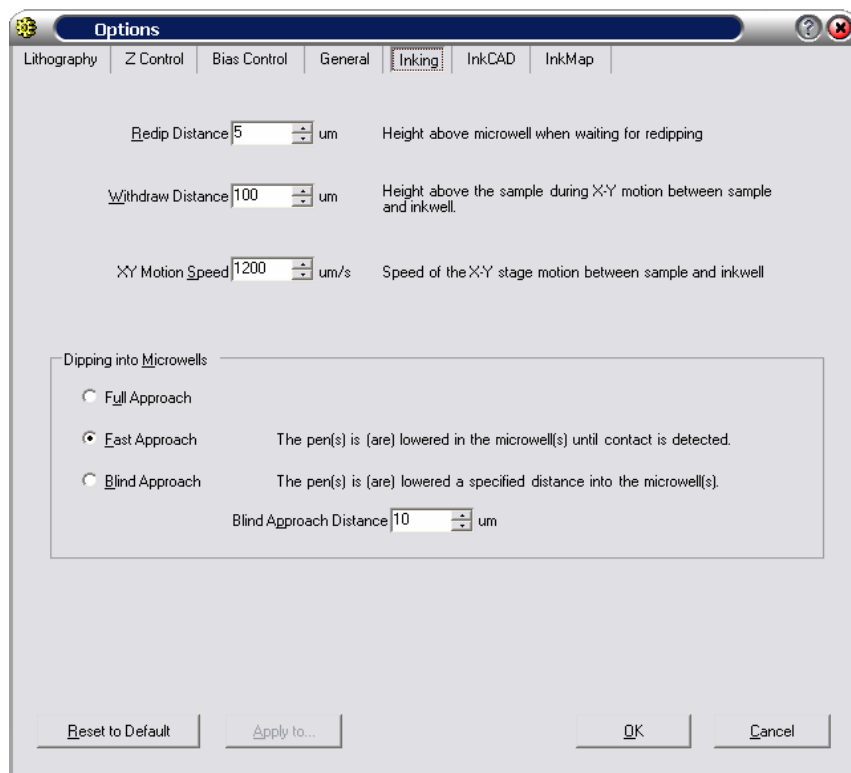 Options
Lithography Z Control Bias Control General Inking InkCAD InkMap
Redip Distance 5 um Height above microwell when waiting for redipping
Withdraw Distance 100 um Height above the sample during X-Y motion between sample
and inkwell.
XY Motion Speed 1200 um/s Speed of the X-Y stage motion between sample and inkwell
Dipping into Microwells
Full Approach
Fast Approach The pen(s) is (are) lowered in the microwell(s) until contact is detected.
Blind Approach The pen(s) is (are) lowered a specified distance into the microwell(s).
Blind Approach Distance 10 um
Reset to Default Apply to... OK Cancel